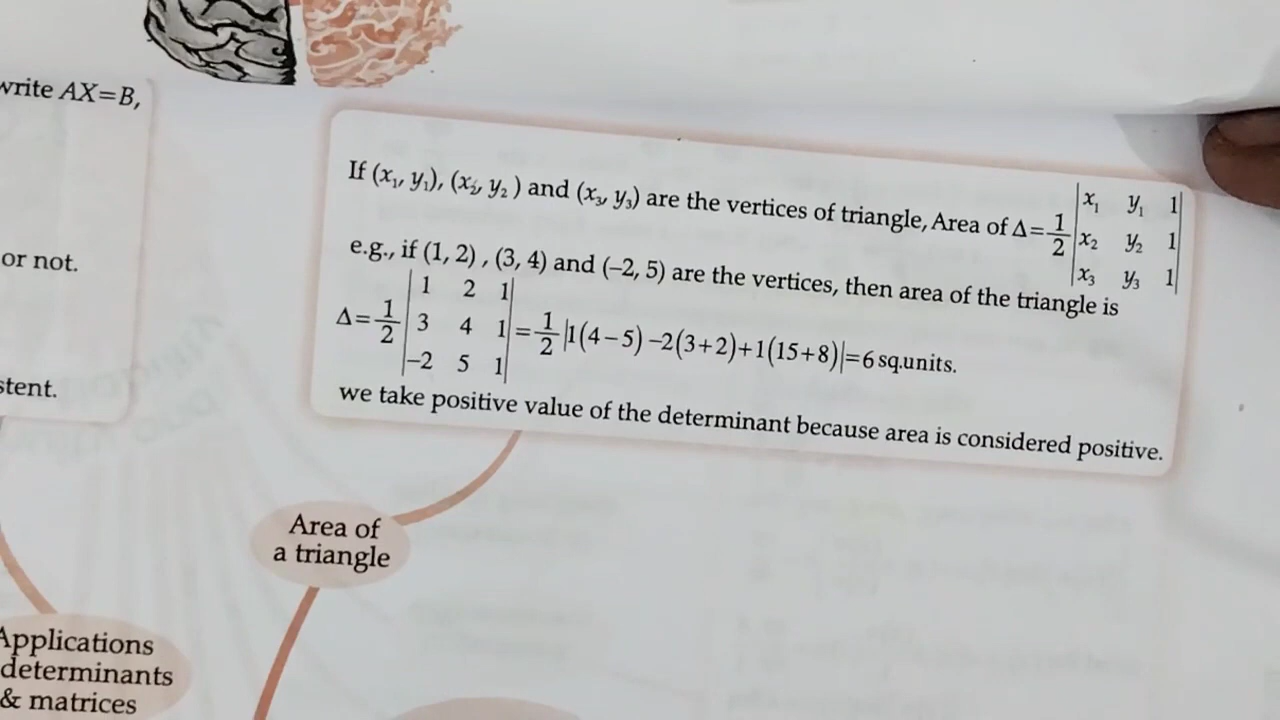 write AX=B,
or not.
stent.
If (x₁, y₁), (x₂, y₂) and (x₃, y₃) are the vertices of triangle, Area of Δ=1/2 |x₁ y₁ 1; x₂ y₂ 1; x₃ y₃ 1|
e.g., if (1, 2) , (3, 4) and (–2, 5) are the vertices, then area of the triangle is
Δ=1/2 |1 2 1; 3 4 1; –2 5 1|=1/2 |1(4–5) –2(3+2)+1(15+8)|=6 sq.units.
we take positive value of the determinant because area is considered positive.
Area of
a triangle
Applications
determinants
& matrices